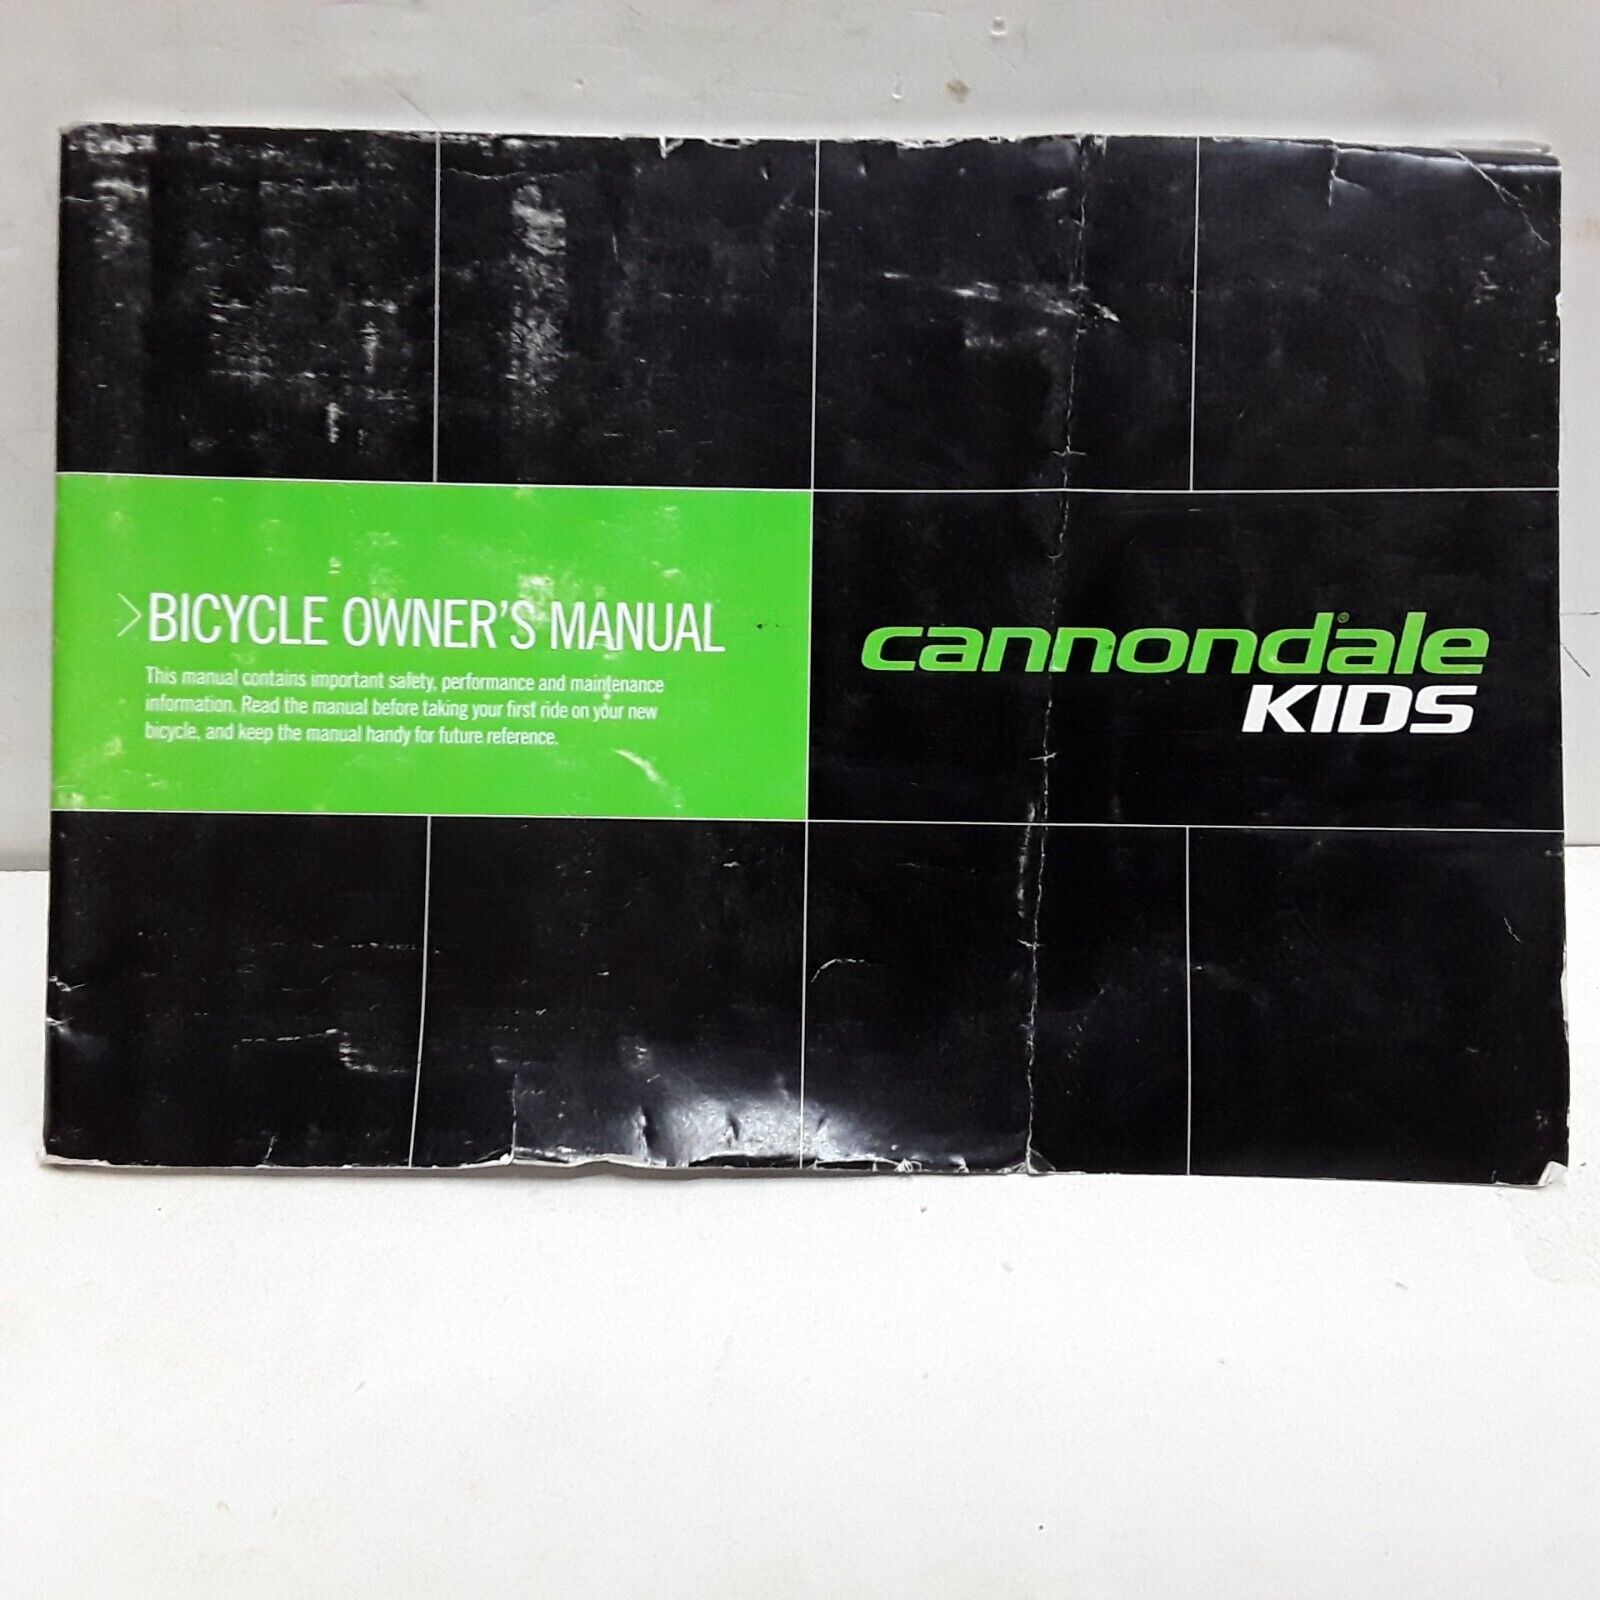 >BICYCLE OWNER'S MANUAL
This manual contains important safety, performance and maintenance
information. Read the manual before taking your first ride on your new
bicycle, and keep the manual handy for future reference.
cannondale®
KIDS